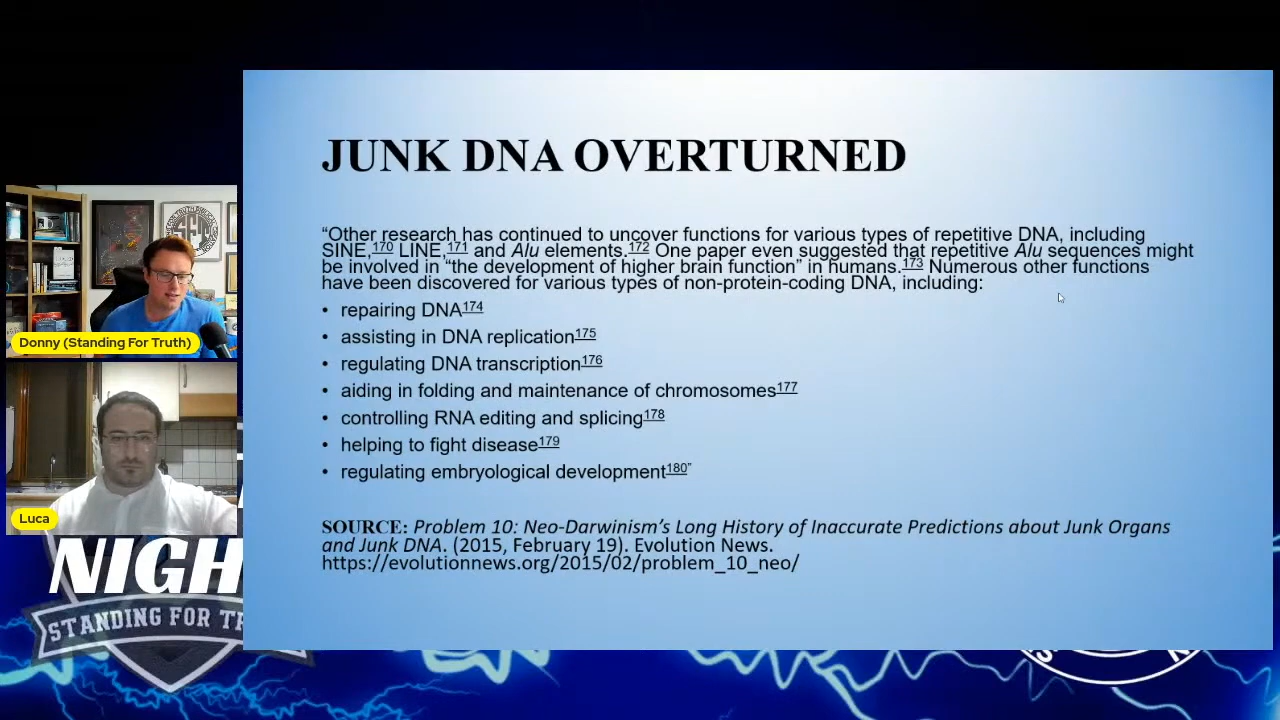 JUNK DNA OVERTURNED
“Other research has continued to uncover functions for various types of repetitive DNA, including
SINE,170 LINE,171 and Alu elements.172 One paper even suggested that repetitive Alu sequences might
be involved in “the development of higher brain function” in humans.173 Numerous other functions
have been discovered for various types of non-protein-coding DNA, including:
• repairing DNA174
• assisting in DNA replication175
• regulating DNA transcription176
• aiding in folding and maintenance of chromosomes177
• controlling RNA editing and splicing178
• helping to fight disease179
• regulating embryological development180”
SOURCE: Problem 10: Neo-Darwinism’s Long History of Inaccurate Predictions about Junk Organs
and Junk DNA. (2015, February 19). Evolution News.
https://evolutionnews.org/2015/02/problem_10_neo/
Donny (Standing For Truth)
Luca
NIGH
STANDING FOR TR